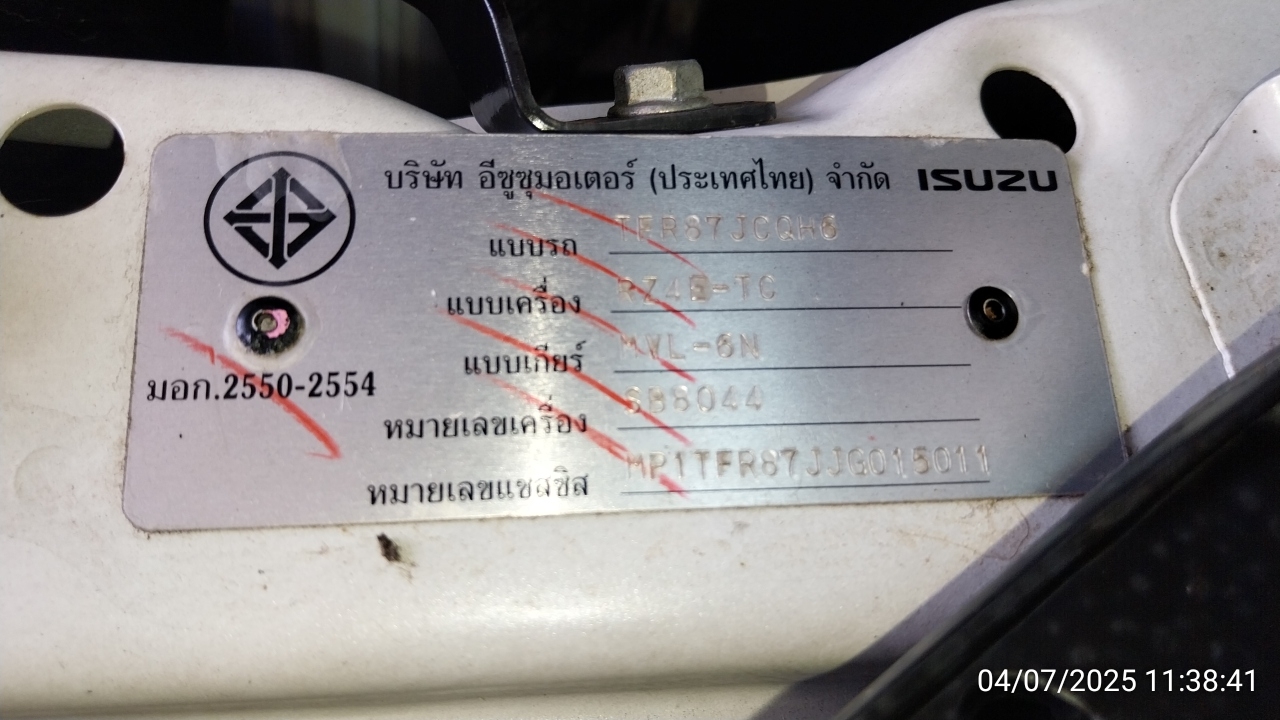 บริษัท อีซูซุมอเตอร์ (ประเทศไทย) จำกัด ISUZU
แบบรถ TFR87JCQH6
แบบเครื่อง RZ4E-TC
แบบเกียร์ MVL-6N
มอก.2550-2554
หมายเลขเครื่อง
หมายเลขแชสซิส MP1TFR87JJG015011
04/07/2025 11:38:41